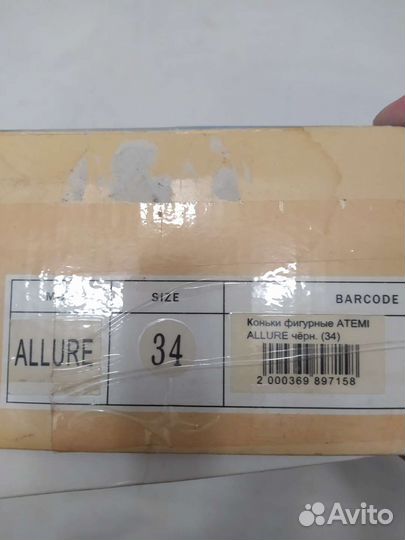 SIZE
BARCODE
ALLURE
34
Коньки фигурные ATEMI
ALLURE чёрн. (34)
2 000369 897158
Avito